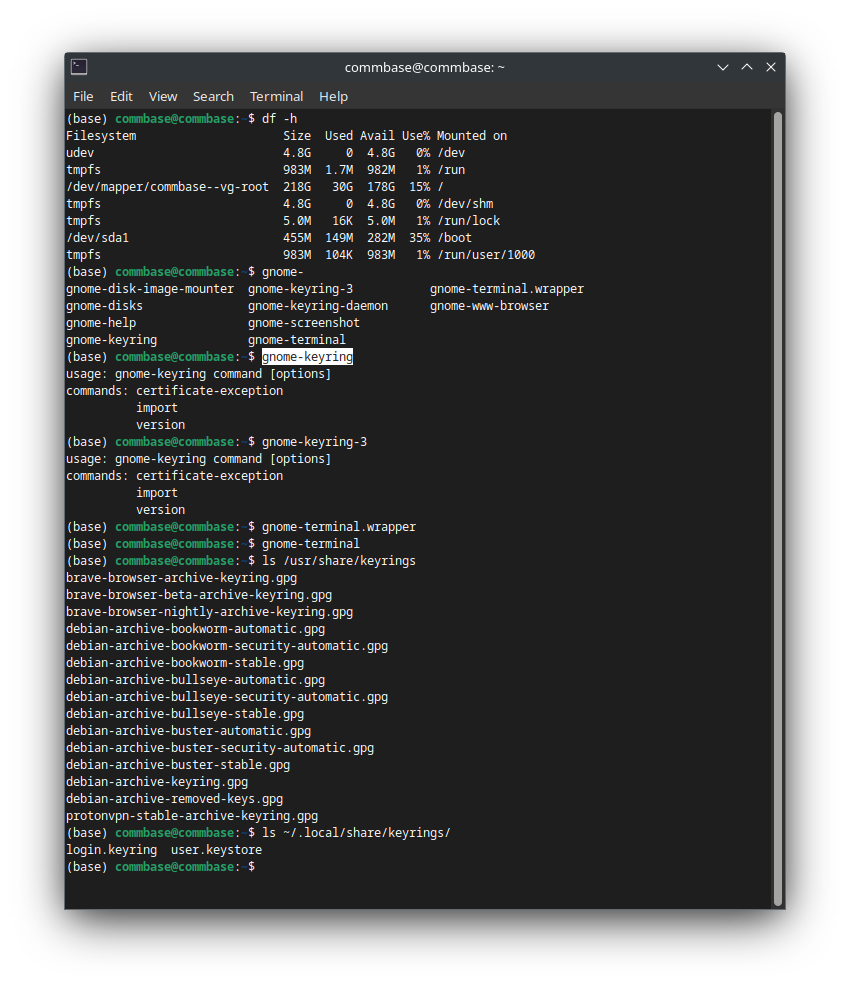 commbase@commbase: ~
File Edit View Search Terminal Help
(base) commbase@commbase:~$ df -h
Filesystem                     Size  Used Avail Use% Mounted on
udev                           4.8G     0  4.8G   0% /dev
tmpfs                          983M  1.7M  982M   1% /run
/dev/mapper/commbase--vg-root  218G   30G  178G  15% /
tmpfs                          4.8G     0  4.8G   0% /dev/shm
tmpfs                          5.0M   16K  5.0M   1% /run/lock
/dev/sda1                      455M  149M  282M  35% /boot
tmpfs                          983M  104K  983M   1% /run/user/1000
(base) commbase@commbase:~$ gnome-
gnome-disk-image-mounter  gnome-keyring-3           gnome-terminal.wrapper
gnome-disks               gnome-keyring-daemon      gnome-www-browser
gnome-help                gnome-screenshot
gnome-keyring             gnome-terminal
(base) commbase@commbase:~$ gnome-keyring
usage: gnome-keyring command [options]
commands: certificate-exception
          import
          version
(base) commbase@commbase:~$ gnome-keyring-3
usage: gnome-keyring command [options]
commands: certificate-exception
          import
          version
(base) commbase@commbase:~$ gnome-terminal.wrapper
(base) commbase@commbase:~$ gnome-terminal
(base) commbase@commbase:~$ ls /usr/share/keyrings
brave-browser-archive-keyring.gpg
brave-browser-beta-archive-keyring.gpg
brave-browser-nightly-archive-keyring.gpg
debian-archive-bookworm-automatic.gpg
debian-archive-bookworm-security-automatic.gpg
debian-archive-bookworm-stable.gpg
debian-archive-bullseye-automatic.gpg
debian-archive-bullseye-security-automatic.gpg
debian-archive-bullseye-stable.gpg
debian-archive-buster-automatic.gpg
debian-archive-buster-security-automatic.gpg
debian-archive-buster-stable.gpg
debian-archive-keyring.gpg
debian-archive-removed-keys.gpg
protonvpn-stable-archive-keyring.gpg
(base) commbase@commbase:~$ ls ~/.local/share/keyrings/
login.keyring  user.keystore
(base) commbase@commbase:~$